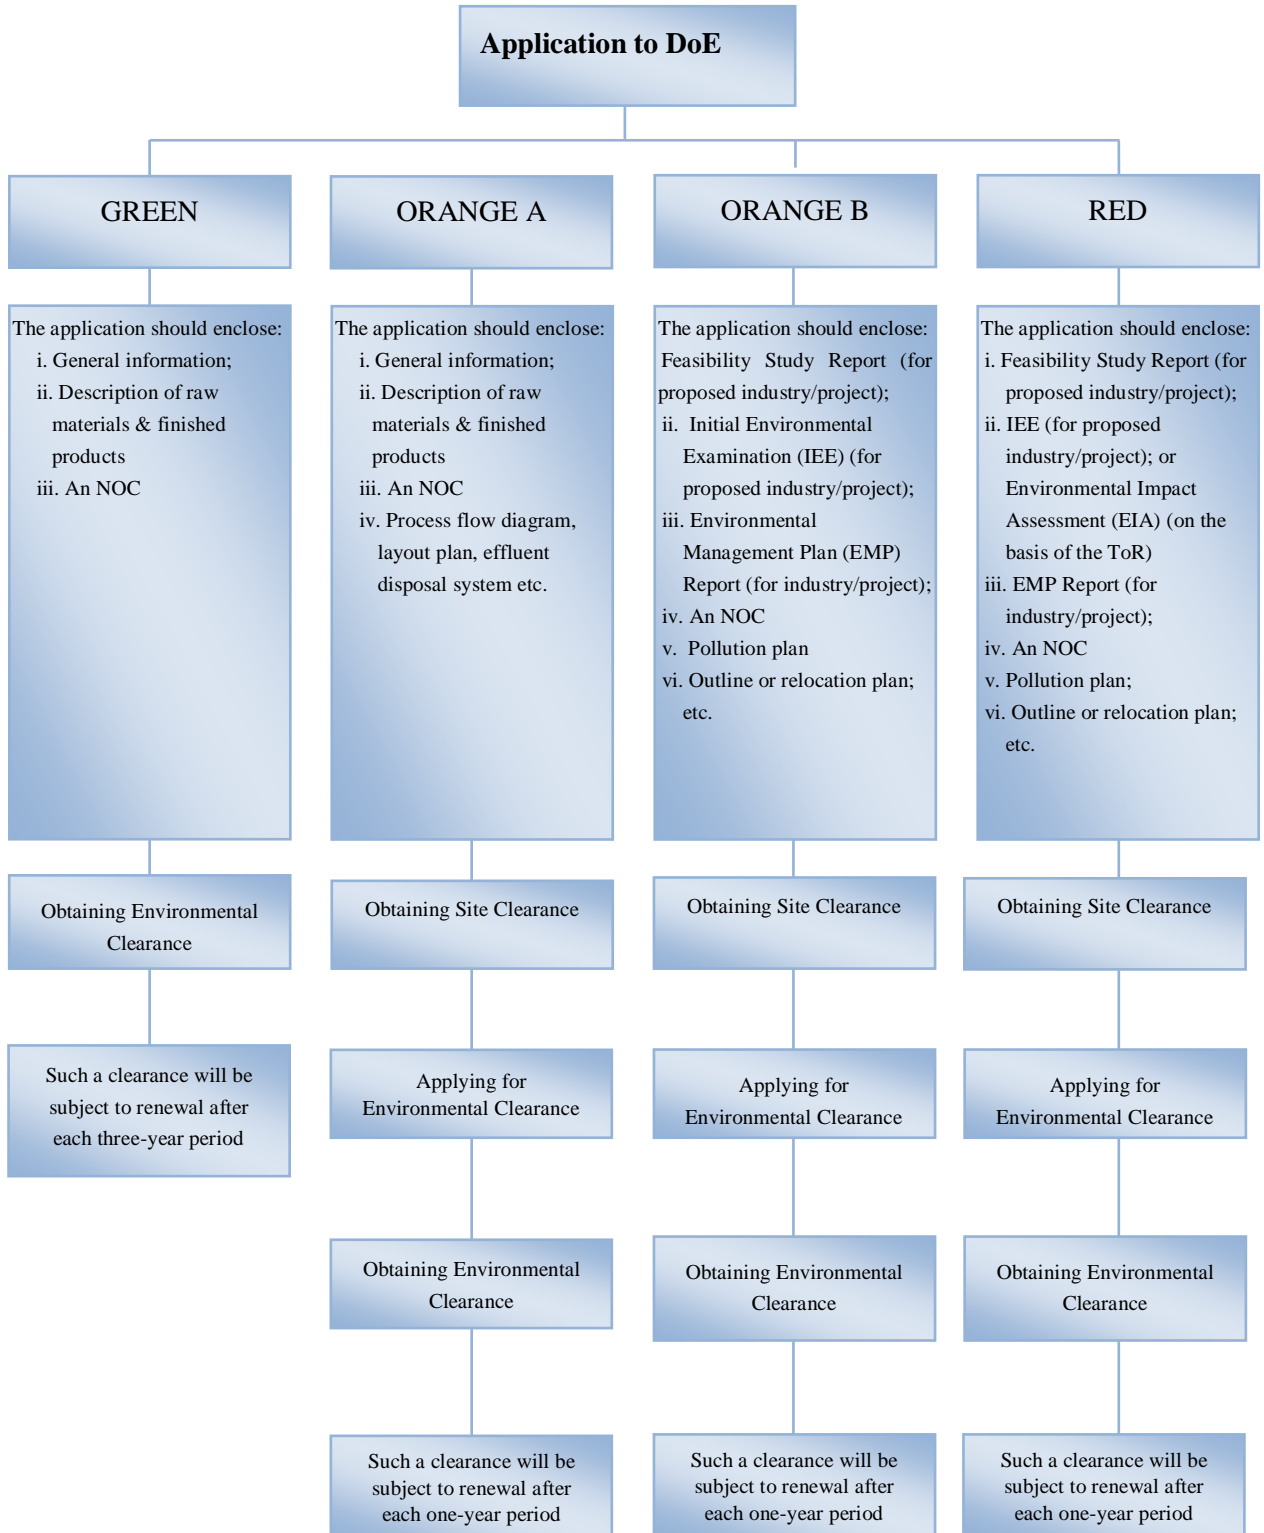 Application to DoE
GREEN
ORANGE A
ORANGE B
RED
The application should enclose:
i. General information;
ii. Description of raw
materials & finished
products
iii. An NOC
The application should enclose:
i. General information;
ii. Description of raw
materials & finished
products
iii. An NOC
iv. Process flow diagram,
layout plan, effluent
disposal system etc.
The application should enclose:
Feasibility Study Report (for
proposed industry/project);
ii. Initial Environmental
Examination (IEE) (for
proposed industry/project);
iii. Environmental
Management Plan (EMP)
Report (for industry/project);
iv. An NOC
v. Pollution plan
vi. Outline or relocation plan;
etc.
The application should enclose:
i. Feasibility Study Report (for
proposed industry/project);
ii. IEE (for proposed
industry/project); or
Environmental Impact
Assessment (EIA) (on the
basis of the ToR)
iii. EMP Report (for
industry/project);
iv. An NOC
v. Pollution plan;
vi. Outline or relocation plan;
etc.
Obtaining Environmental
Clearance
Obtaining Site Clearance
Obtaining Site Clearance
Obtaining Site Clearance
Such a clearance will be
subject to renewal after
each three-year period
Applying for
Environmental Clearance
Applying for
Environmental Clearance
Applying for
Environmental Clearance
Obtaining Environmental
Clearance
Obtaining Environmental
Clearance
Obtaining Environmental
Clearance
Such a clearance will be
subject to renewal after
each one-year period
Such a clearance will be
subject to renewal after
each one-year period
Such a clearance will be
subject to renewal after
each one-year period